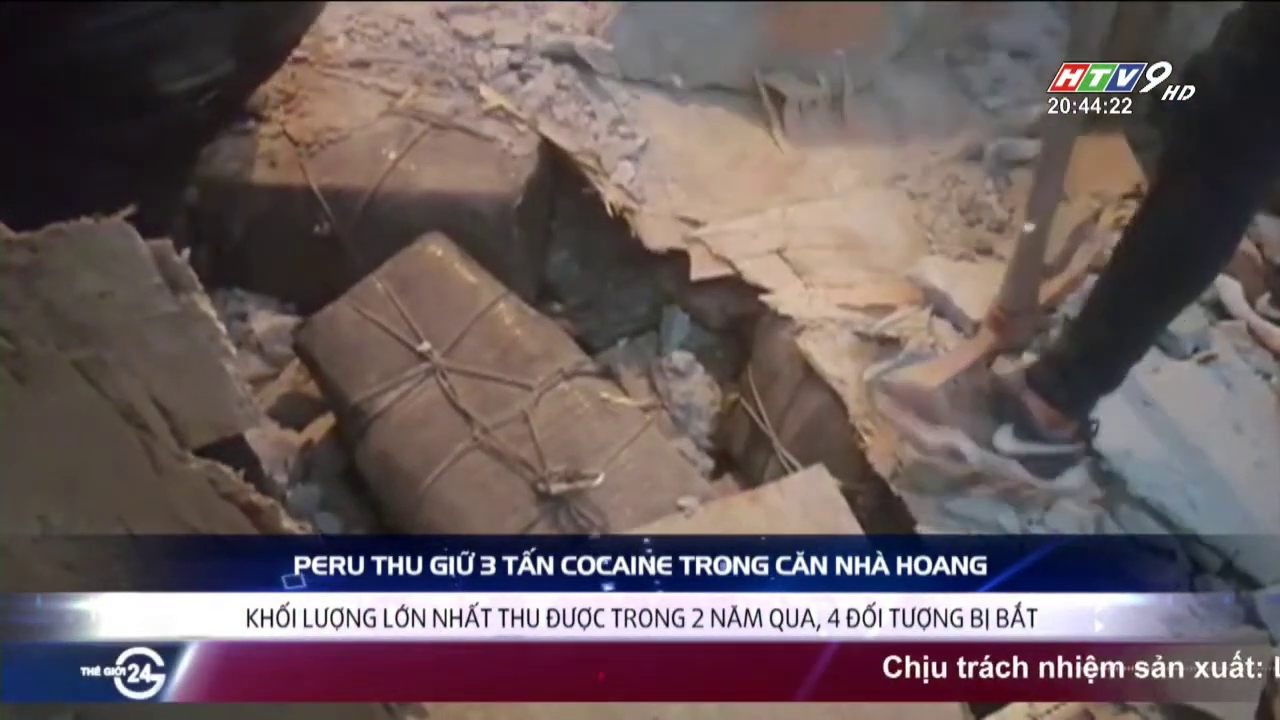 HTV9 HD
20:44:22
PERU THU GIỮ 3 TẤN COCAINE TRONG CĂN NHÀ HOANG
KHỐI LƯỢNG LỚN NHẤT THU ĐƯỢC TRONG 2 NĂM QUA, 4 ĐỐI TƯỢNG BỊ BẮT
THẾ GIỚI 24G
Chịu trách nhiệm sản xuất: